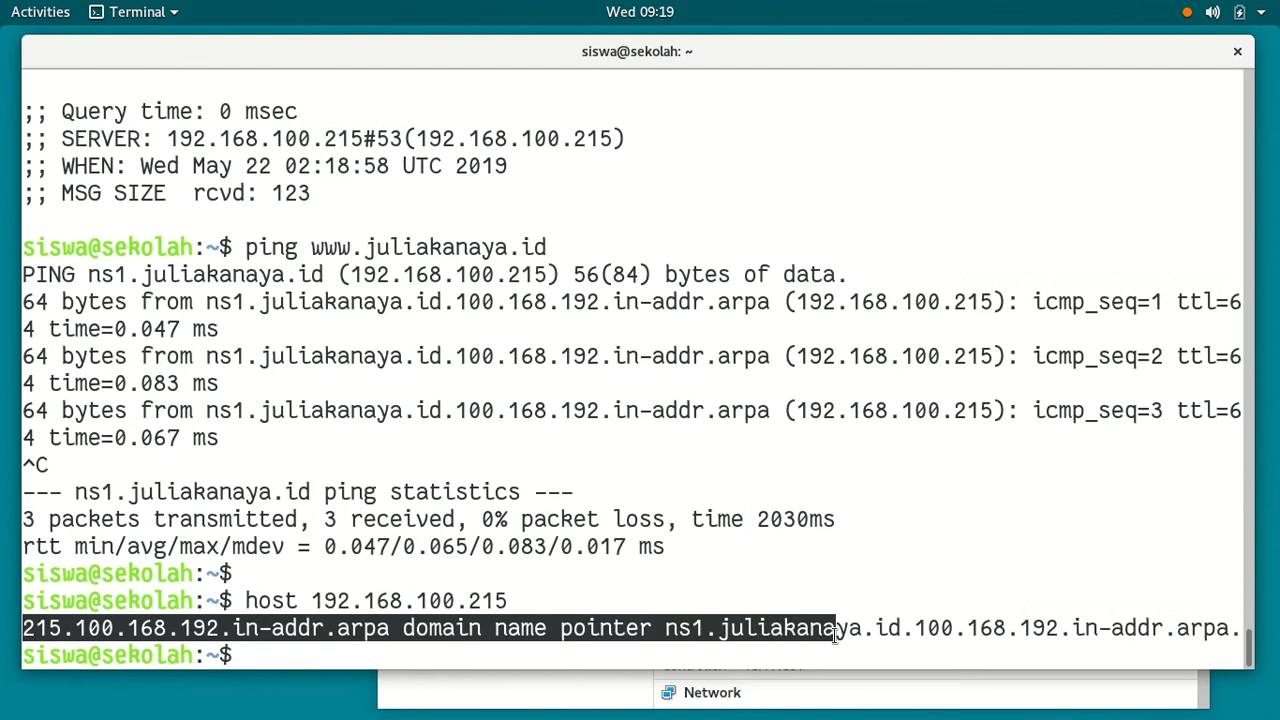 Activities Terminal Wed 09:19
siswa@sekolah: ~
;; Query time: 0 msec
;; SERVER: 192.168.100.215#53(192.168.100.215)
;; WHEN: Wed May 22 02:18:58 UTC 2019
;; MSG SIZE  rcvd: 123
siswa@sekolah:~$ ping www.juliakanaya.id
PING ns1.juliakanaya.id (192.168.100.215) 56(84) bytes of data.
64 bytes from ns1.juliakanaya.id.100.168.192.in-addr.arpa (192.168.100.215): icmp_seq=1 ttl=6
4 time=0.047 ms
64 bytes from ns1.juliakanaya.id.100.168.192.in-addr.arpa (192.168.100.215): icmp_seq=2 ttl=6
4 time=0.083 ms
64 bytes from ns1.juliakanaya.id.100.168.192.in-addr.arpa (192.168.100.215): icmp_seq=3 ttl=6
4 time=0.067 ms
^C
--- ns1.juliakanaya.id ping statistics ---
3 packets transmitted, 3 received, 0% packet loss, time 2030ms
rtt min/avg/max/mdev = 0.047/0.065/0.083/0.017 ms
siswa@sekolah:~$
siswa@sekolah:~$ host 192.168.100.215
215.100.168.192.in-addr.arpa domain name pointer ns1.juliakanaya.id.100.168.192.in-addr.arpa.
siswa@sekolah:~$
Network